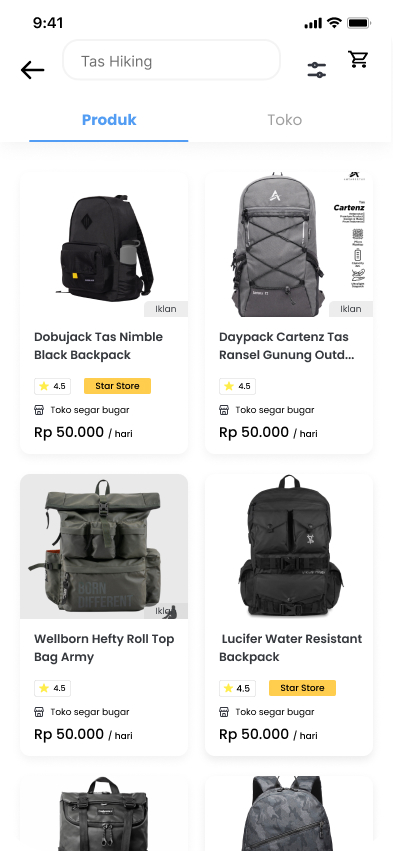 9:41
Tas Hiking
Produk
Toko
Tas
Cartenz
Iklan
Iklan
Dobujack Tas Nimble
Black Backpack
Daypack Cartenz Tas
Ransel Gunung Outd...
4.5
Star Store
4.5
Toko segar bugar
Toko segar bugar
Rp 50.000 / hari
Rp 50.000 / hari
BORN
DIFFERENT
Iklan
Wellborn Hefty Roll Top
Bag Army
Lucifer Water Resistant
Backpack
4.5
4.5
Star Store
Toko segar bugar
Toko segar bugar
Rp 50.000 / hari
Rp 50.000 / hari